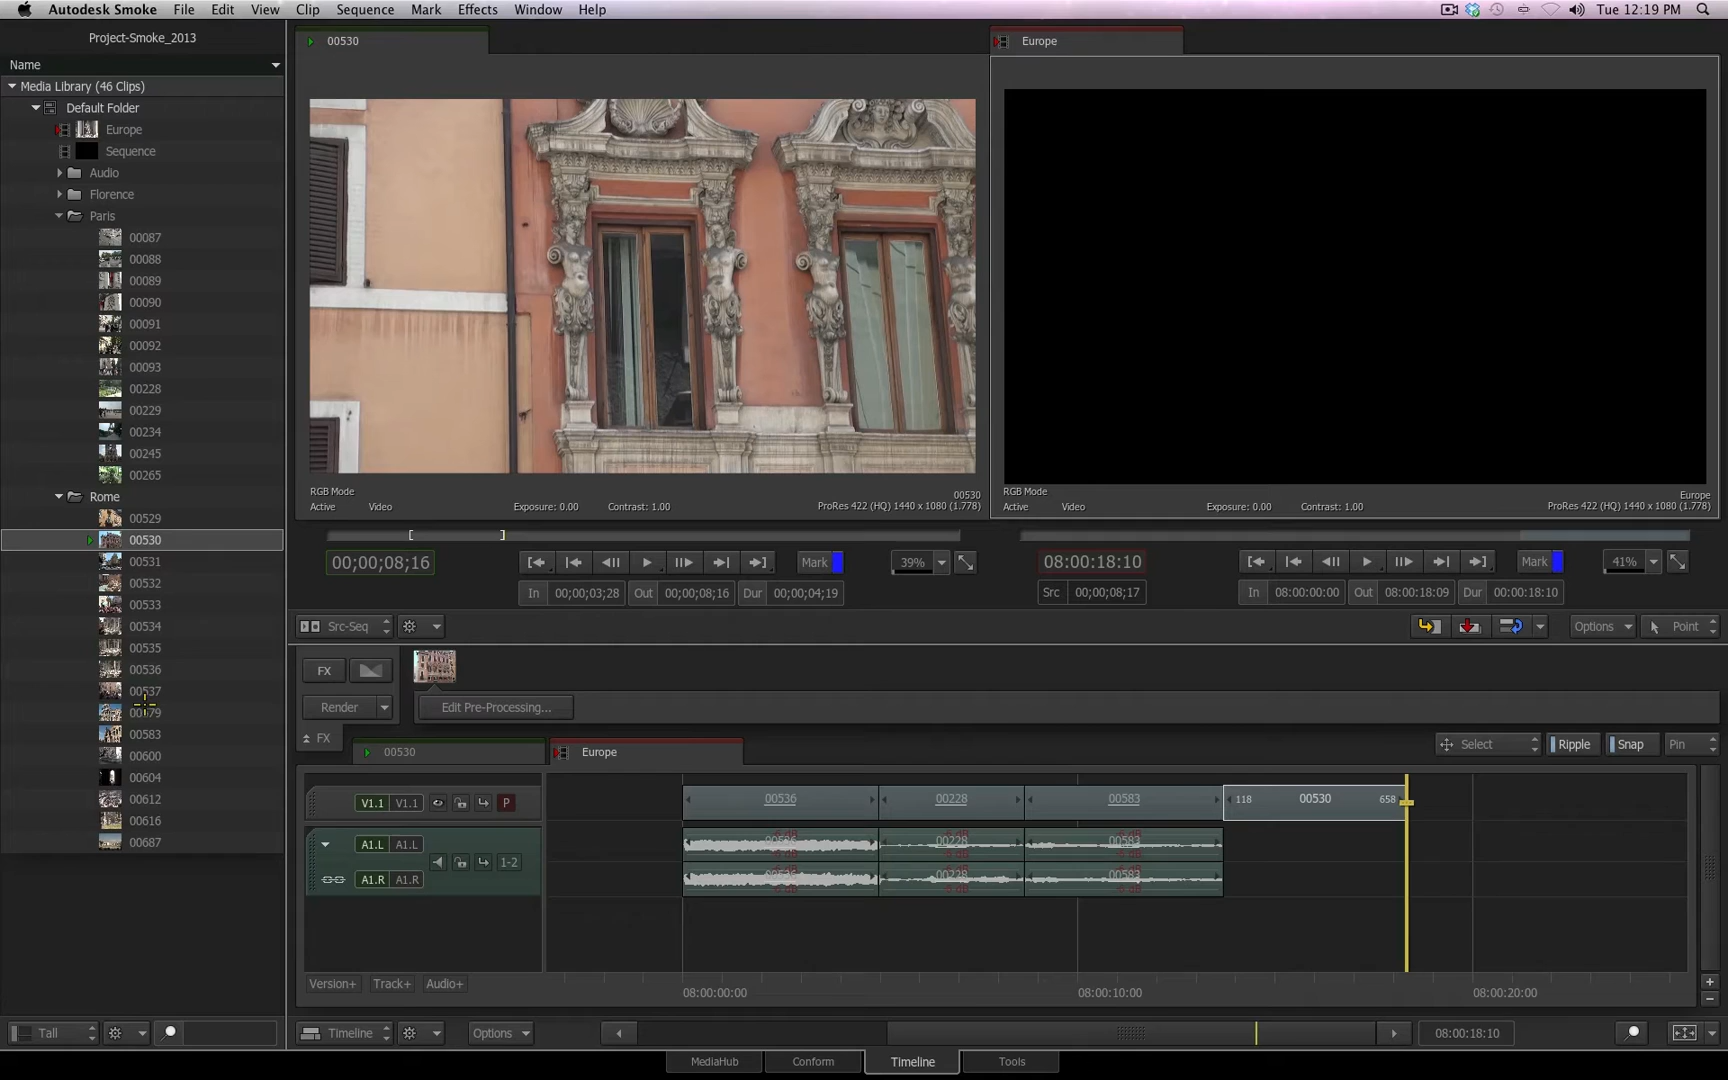 Autodesk Smoke File Edit View Clip Sequence Mark Effects Window Help Tue 12:19 PM
Project-Smoke_2013
Name
Media Library (46 Clips)
Default Folder
Europe
Sequence
Audio
Florence
Paris
00087
00088
00089
00090
00091
00092
00093
00228
00229
00234
00245
00265
Rome
00529
00530
00531
00532
00533
00534
00535
00536
00537
00579
00583
00600
00604
00612
00616
00687
Tall
00530
Europe
RGB Mode 00530
Active Video Exposure: 0.00 Contrast: 1.00 ProRes 422 (HQ) 1440 x 1080 (1.778)
RGB Mode Europe
Active Video Exposure: 0.00 Contrast: 1.00 ProRes 422 (HQ) 1440 x 1080 (1.778)
[ ]
00;00;08;16 Mark 39%
In 00;00;03;28 Out 00;00;08;16 Dur 00;00;04;19
08:00:18:10 Mark 41%
Src 00;00;08;17 In 08:00:00:00 Out 08:00:18:09 Dur 00:00:18:10
Src-Seq Options Point
FX
Render Edit Pre-Processing...
FX 00530 Europe Select Ripple Snap Pin
V1.1 V1.1 P 00536 00228 00583 118 00530 658
A1.L A1.L 00536 00228 00583
1-2
A1.R A1.R 00536 00228 00583
Version+ Track+ Audio+
08:00:00:00 08:00:10:00 08:00:20:00
Timeline Options 08:00:18:10
MediaHub Conform Timeline Tools